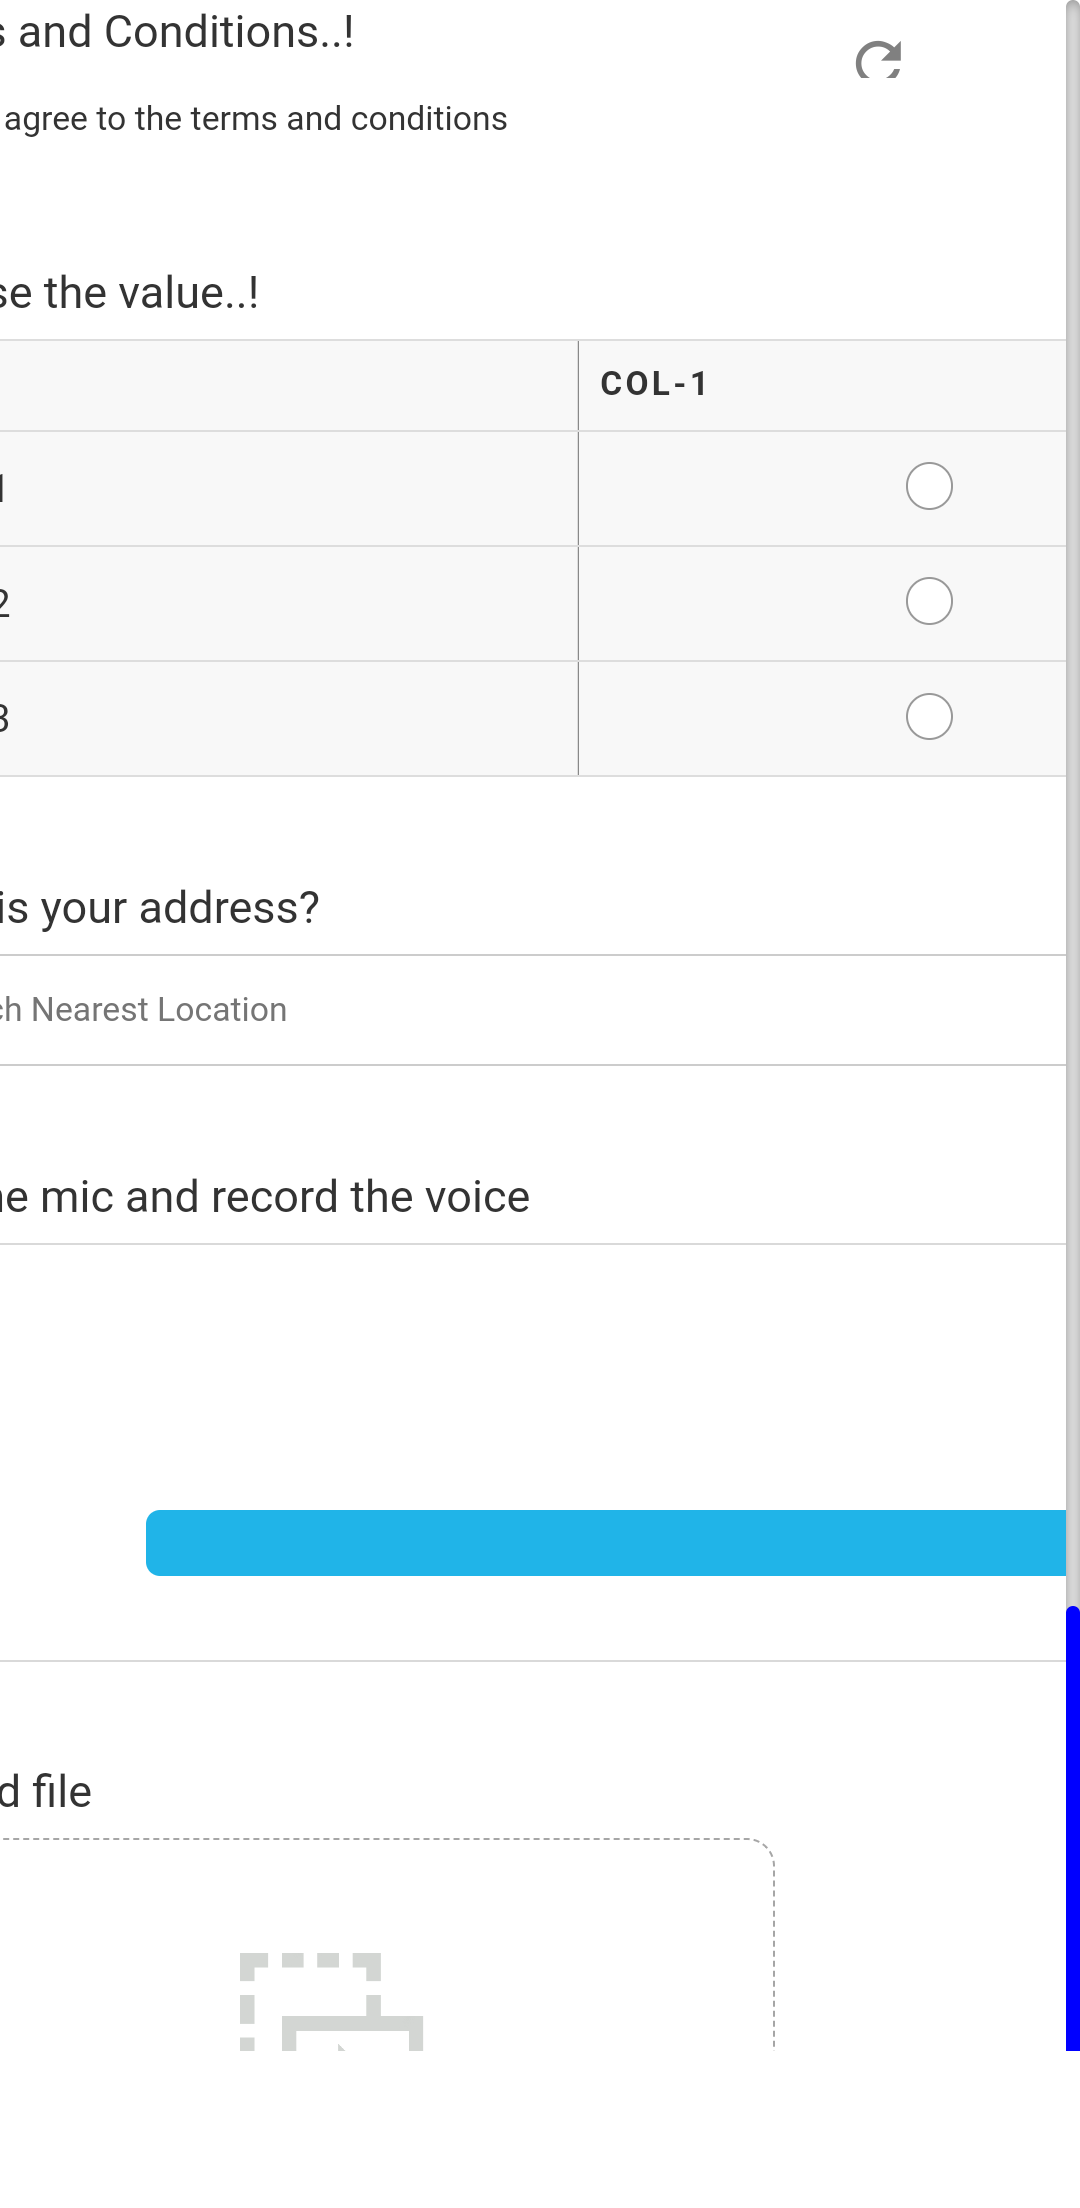 s and Conditions..!
agree to the terms and conditions
se the value..!
COL-1
1
2
3
is your address?
ch Nearest Location
he mic and record the voice
d file